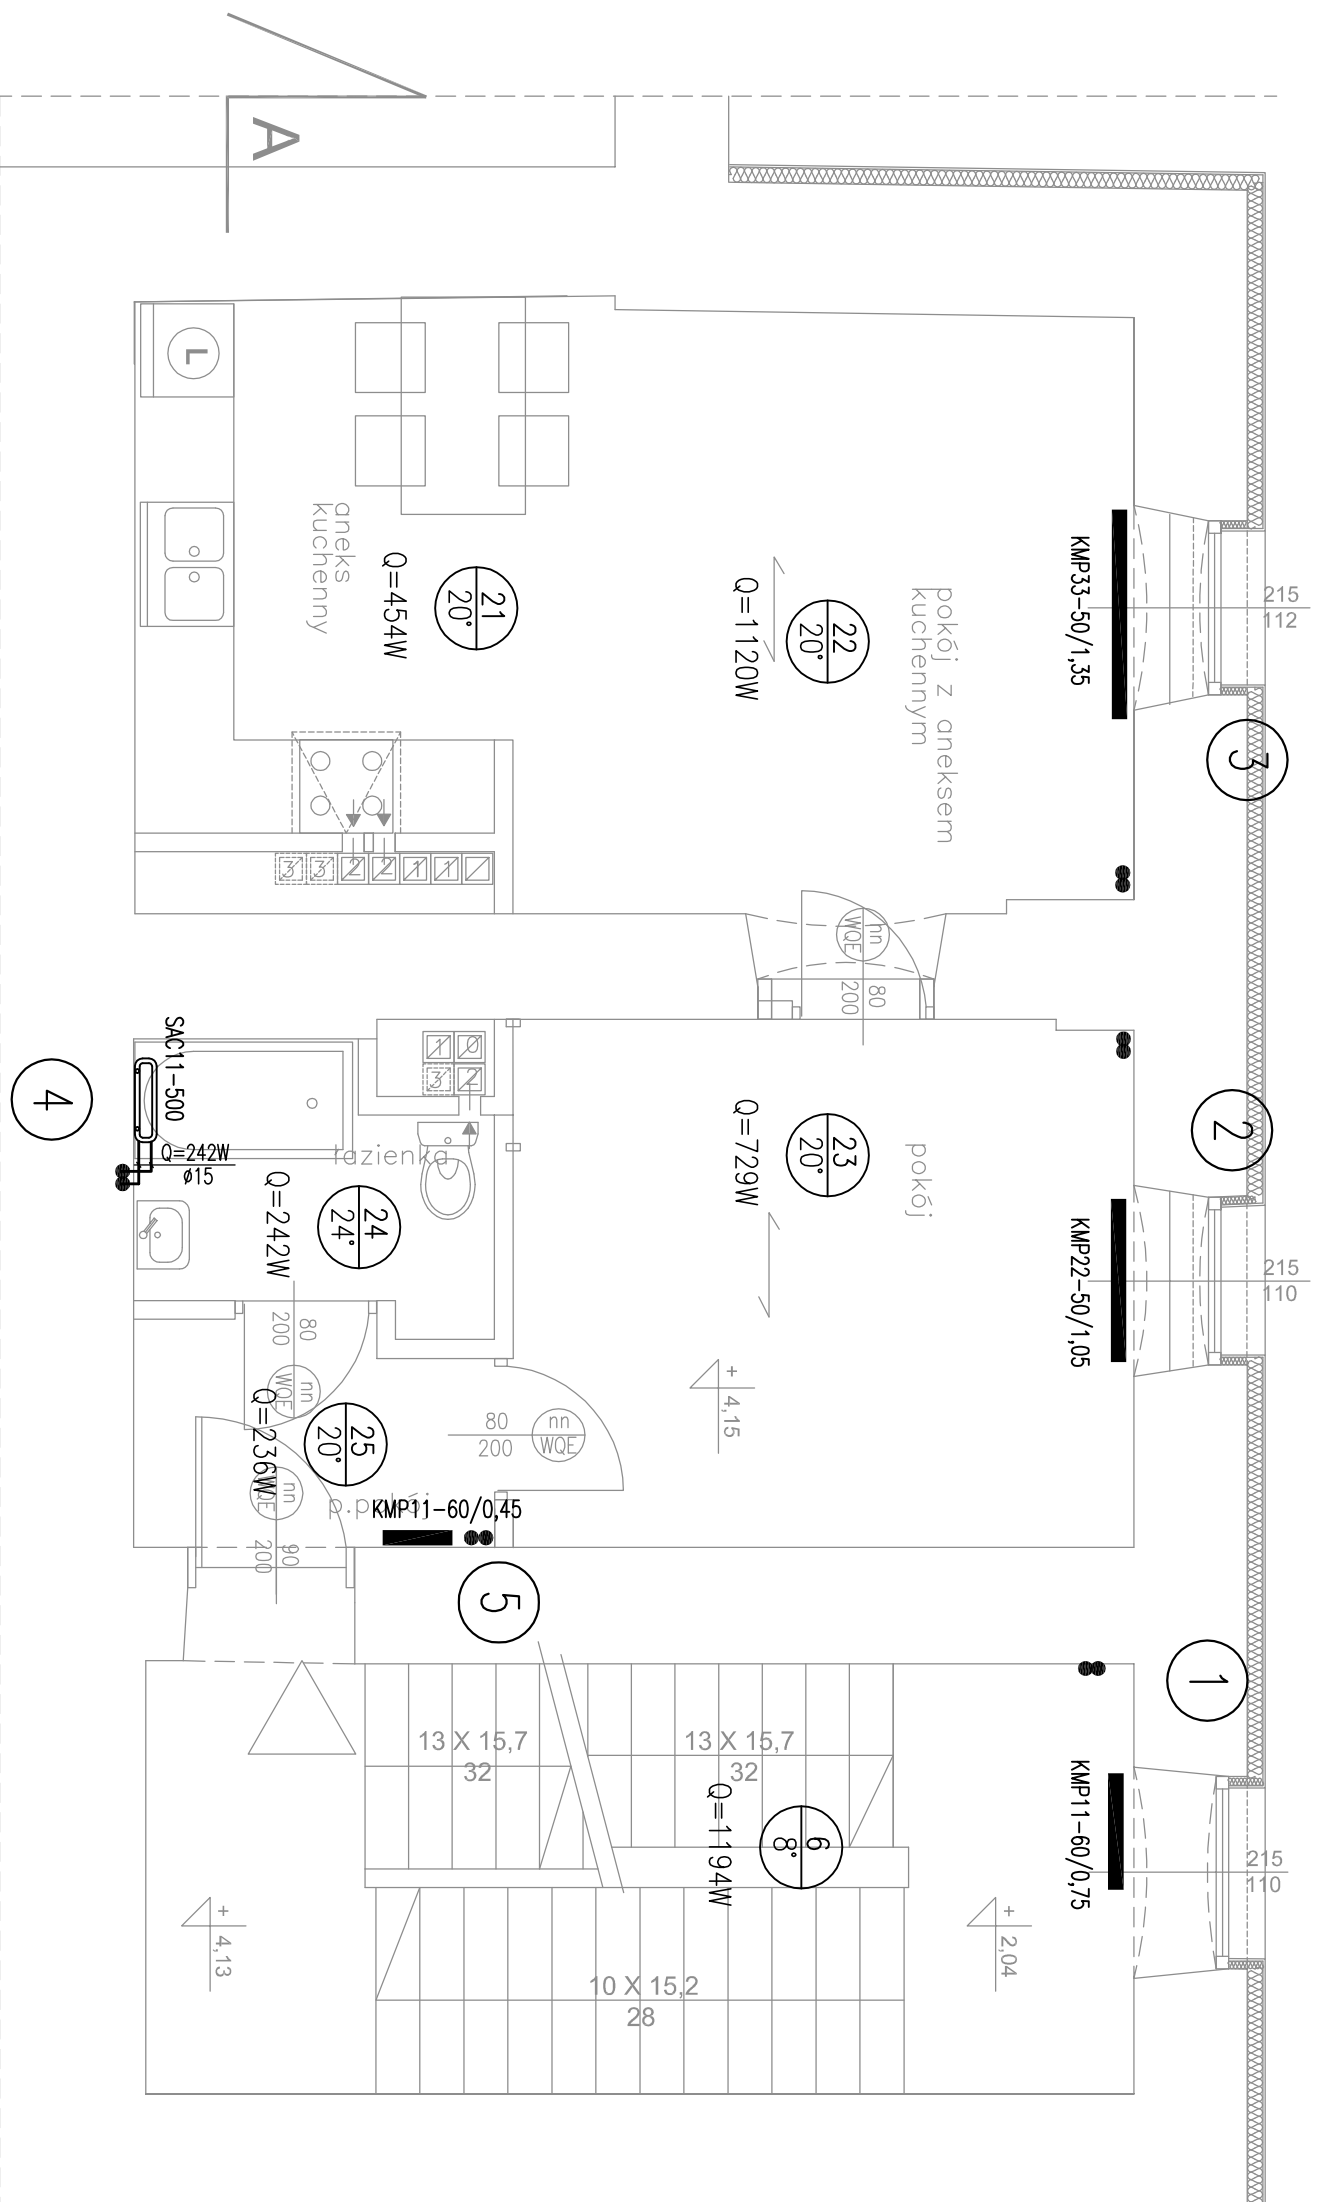 A
L
aneks
kuchenny
Q=454W
21
20°
Q=1120W
22
20°
pokój z aneksem
kuchennym
KMP33-50/1,35
215
112
3
3
3
2
2
1
1
nn
WQE
80
200
SAC11-500
4
Q=242W
ø15
łazienka
Q=242W
24
24°
1
0
3
2
Q=729W
23
20°
pokój
KMP22-50/1,05
2
215
110
80
200
nn
WQE
+
4,15
80
200
nn
WQE
Q=236W
25
20°
p.pokój
KMP11-60/0,45
nn
WQE
90
200
5
1
13 X 15,7
32
13 X 15,7
32
Q=1194W
6
8°
KMP11-60/0,75
215
110
+
4,13
+
2,04
10 X 15,2
28